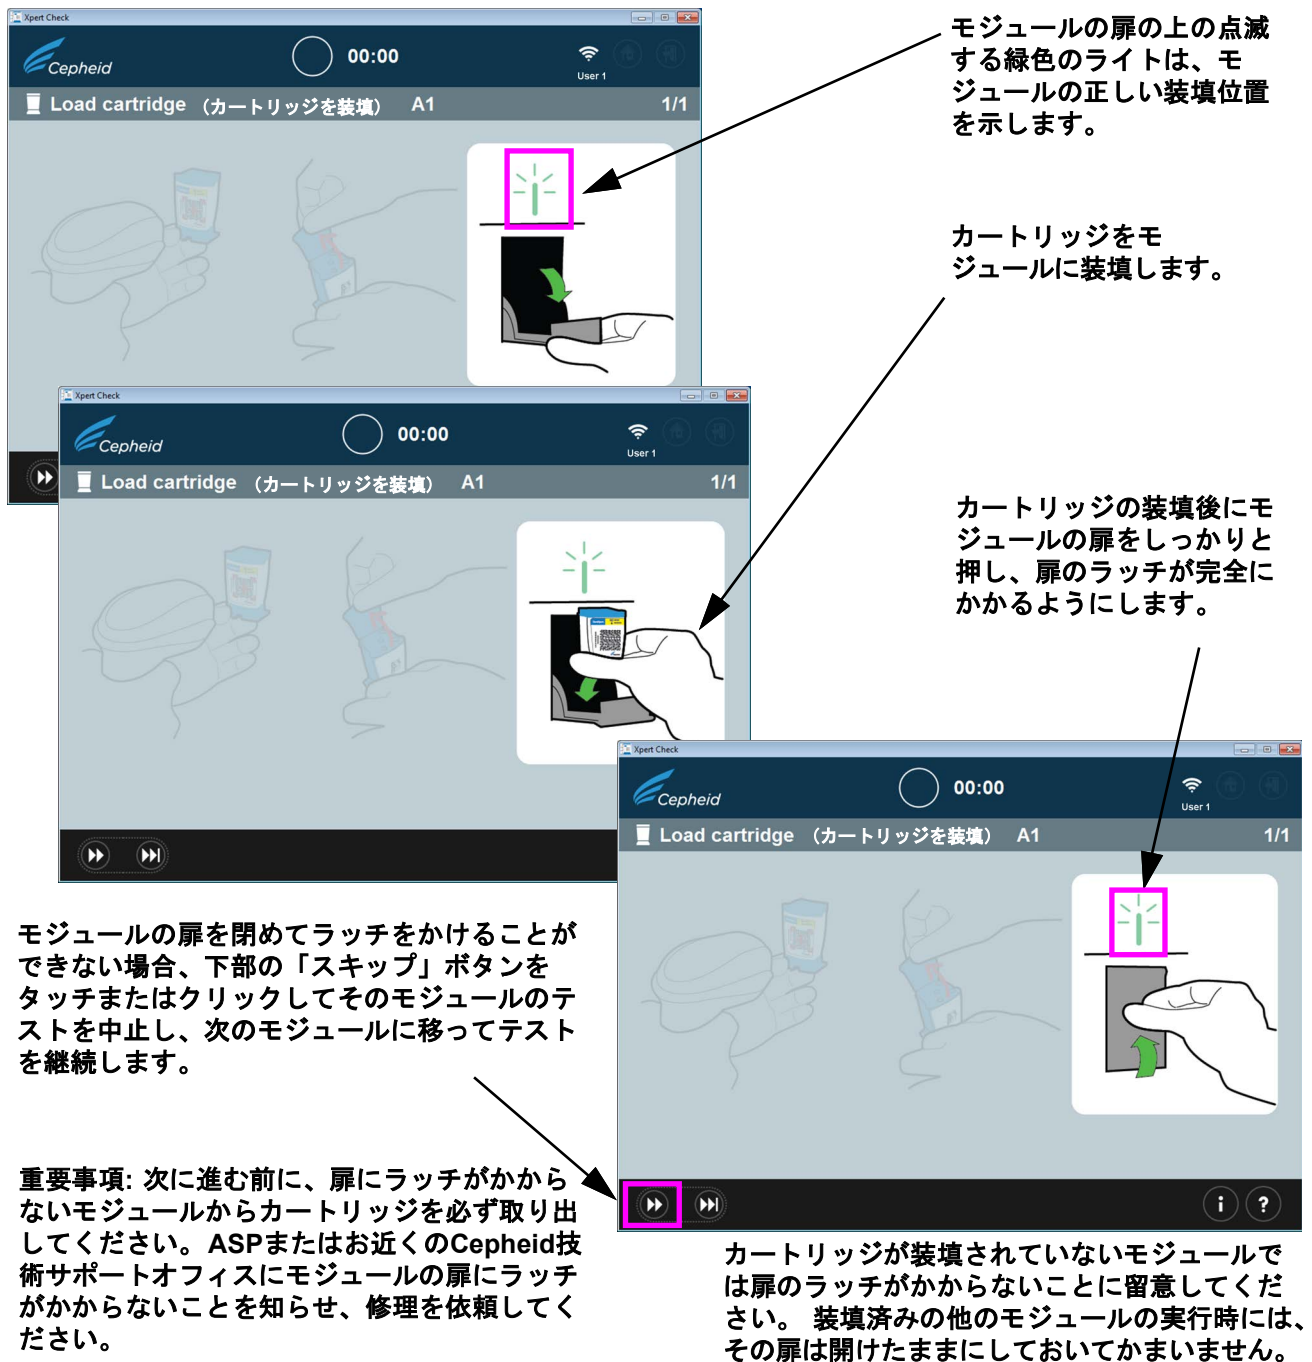 Xpert Check
Cepheid
00:00
User 1
Load cartridge （カートリッジを装填） A1 1/1
モジュールの扉の上の点滅
する緑色のライトは、モ
ジュールの正しい装填位置
を示します。
カートリッジをモ
ジュールに装填します。
Xpert Check
Cepheid
00:00
User 1
Load cartridge （カートリッジを装填） A1 1/1
カートリッジの装填後にモ
ジュールの扉をしっかりと
押し、扉のラッチが完全に
かかるようにします。
Xpert Check
Cepheid
00:00
User 1
Load cartridge （カートリッジを装填） A1 1/1
モジュールの扉を閉めてラッチをかけることが
できない場合、下部の「スキップ」ボタンを
タッチまたはクリックしてそのモジュールのテ
ストを中止し、次のモジュールに移ってテスト
を継続します。
重要事項: 次に進む前に、扉にラッチがかから
ないモジュールからカートリッジを必ず取り出
してください。ASPまたはお近くのCepheid技
術サポートオフィスにモジュールの扉にラッチ
がかからないことを知らせ、修理を依頼してく
ださい。
i ?
カートリッジが装填されていないモジュールで
は扉のラッチがかからないことに留意してくだ
さい。 装填済みの他のモジュールの実行時には、
その扉は開けたままにしておいてかまいません。